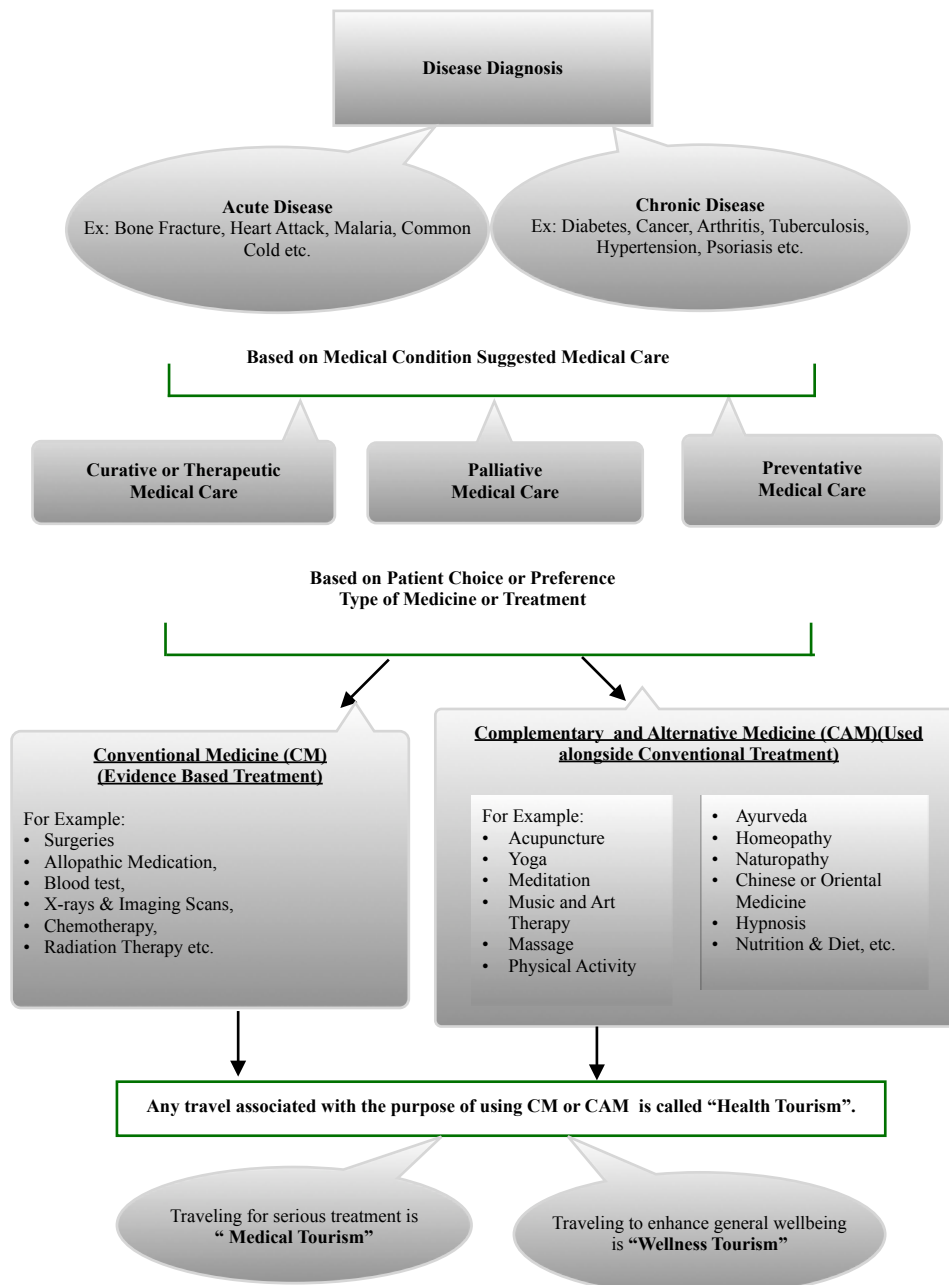 Disease Diagnosis
Acute Disease
Ex: Bone Fracture, Heart Attack, Malaria, Common
Cold etc.
Chronic Disease
Ex: Diabetes, Cancer, Arthritis, Tuberculosis,
Hypertension, Psoriasis etc.
Based on Medical Condition Suggested Medical Care
Curative or Therapeutic
Medical Care
Palliative
Medical Care
Preventative
Medical Care
Based on Patient Choice or Preference
Type of Medicine or Treatment
Conventional Medicine (CM)
(Evidence Based Treatment)
For Example:
• Surgeries
• Allopathic Medication,
• Blood test,
• X-rays & Imaging Scans,
• Chemotherapy,
• Radiation Therapy etc.
Complementary and Alternative Medicine (CAM)(Used
alongside Conventional Treatment)
For Example:
• Acupuncture
• Yoga
• Meditation
• Music and Art
Therapy
• Massage
• Physical Activity
• Ayurveda
• Homeopathy
• Naturopathy
• Chinese or Oriental
Medicine
• Hypnosis
• Nutrition & Diet, etc.
Any travel associated with the purpose of using CM or CAM is called “Health Tourism”.
Traveling for serious treatment is
“ Medical Tourism”
Traveling to enhance general wellbeing
is “Wellness Tourism”